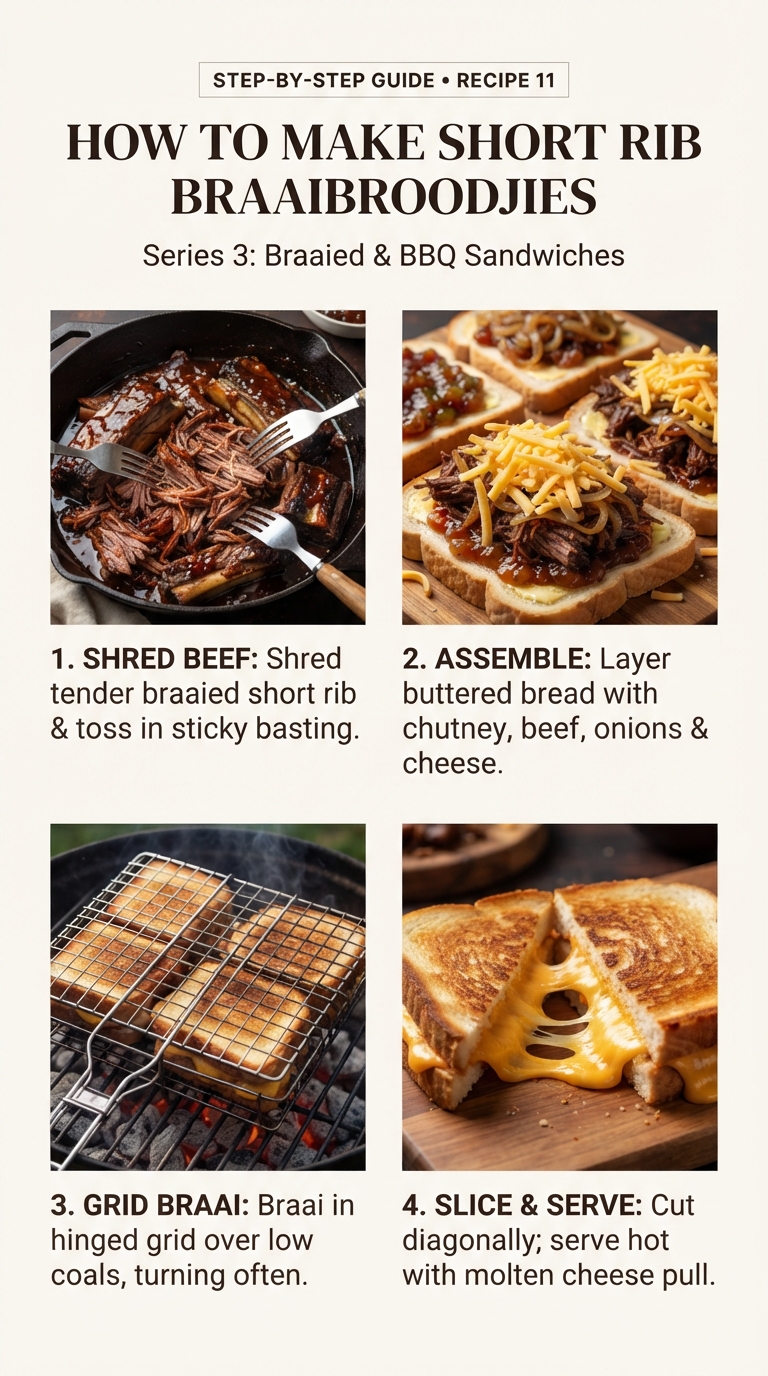 STEP-BY-STEP GUIDE • RECIPE 11
HOW TO MAKE SHORT RIB
BRAAIBROODJIES
Series 3: Braaied & BBQ Sandwiches
1. SHRED BEEF: Shred
tender braaied short rib
& toss in sticky basting.
2. ASSEMBLE: Layer
buttered bread with
chutney, beef, onions &
cheese.
3. GRID BRAAI: Braai in
hinged grid over low
coals, turning often.
4. SLICE & SERVE: Cut
diagonally; serve hot
with molten cheese pull.